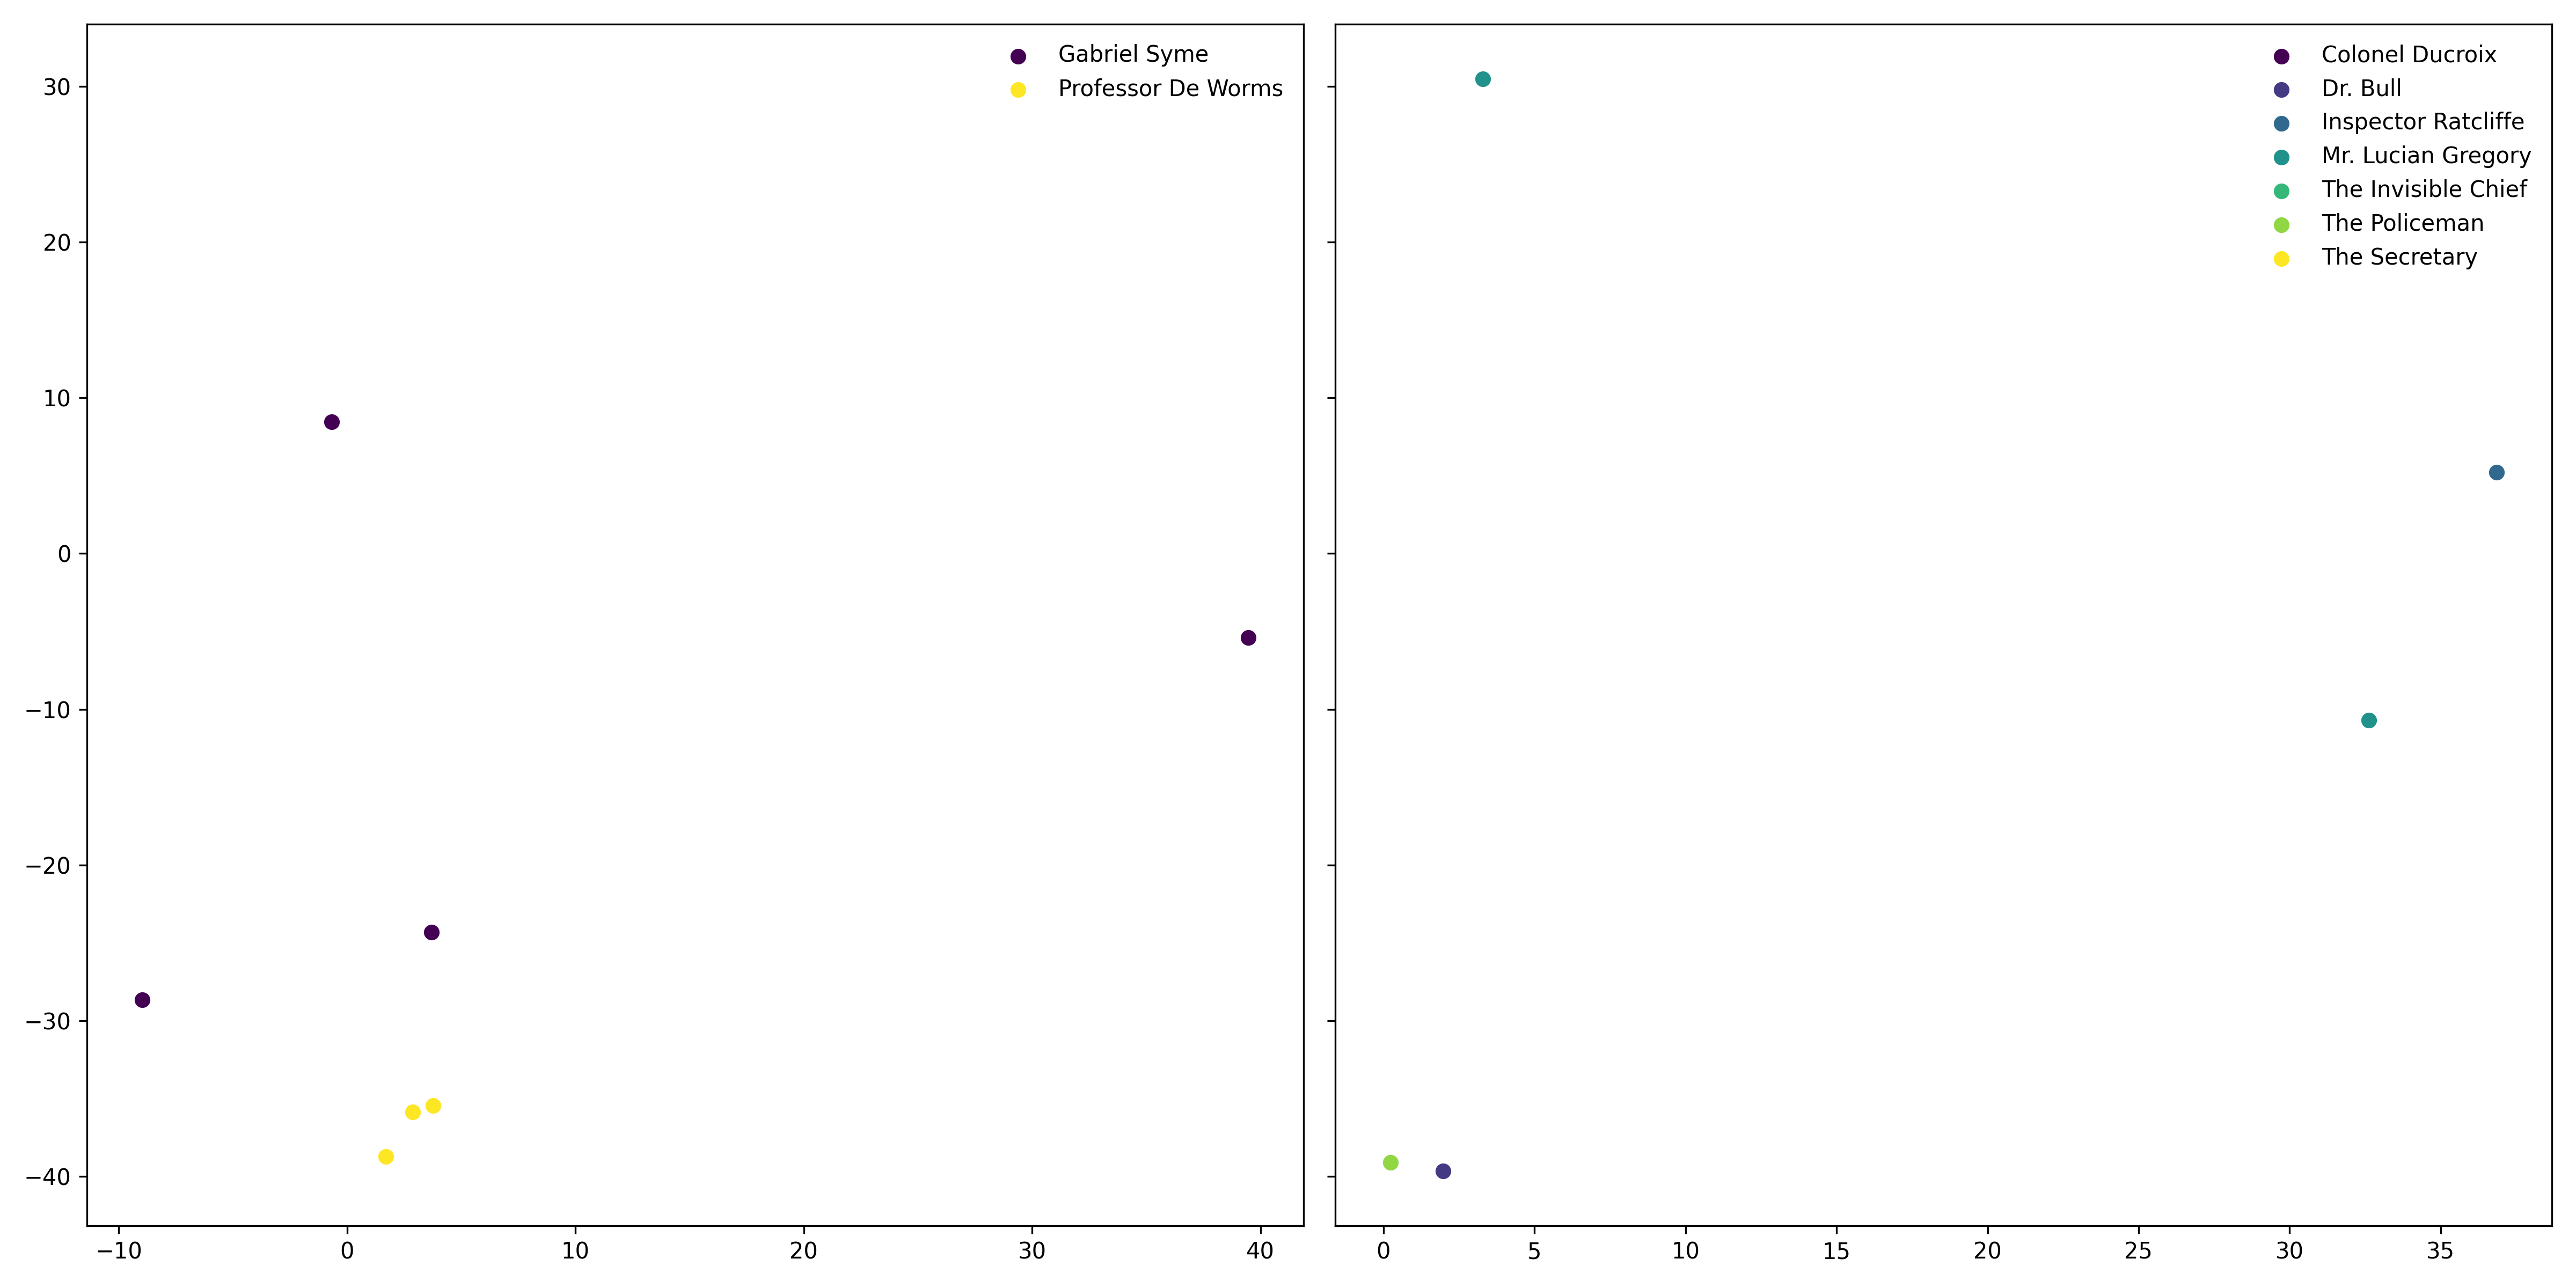 Gabriel Syme
Professor De Worms
30
20
10
0
−10
−20
−30
−40
−10 0 10 20 30 40
Colonel Ducroix
Dr. Bull
Inspector Ratcliffe
Mr. Lucian Gregory
The Invisible Chief
The Policeman
The Secretary
0 5 10 15 20 25 30 35